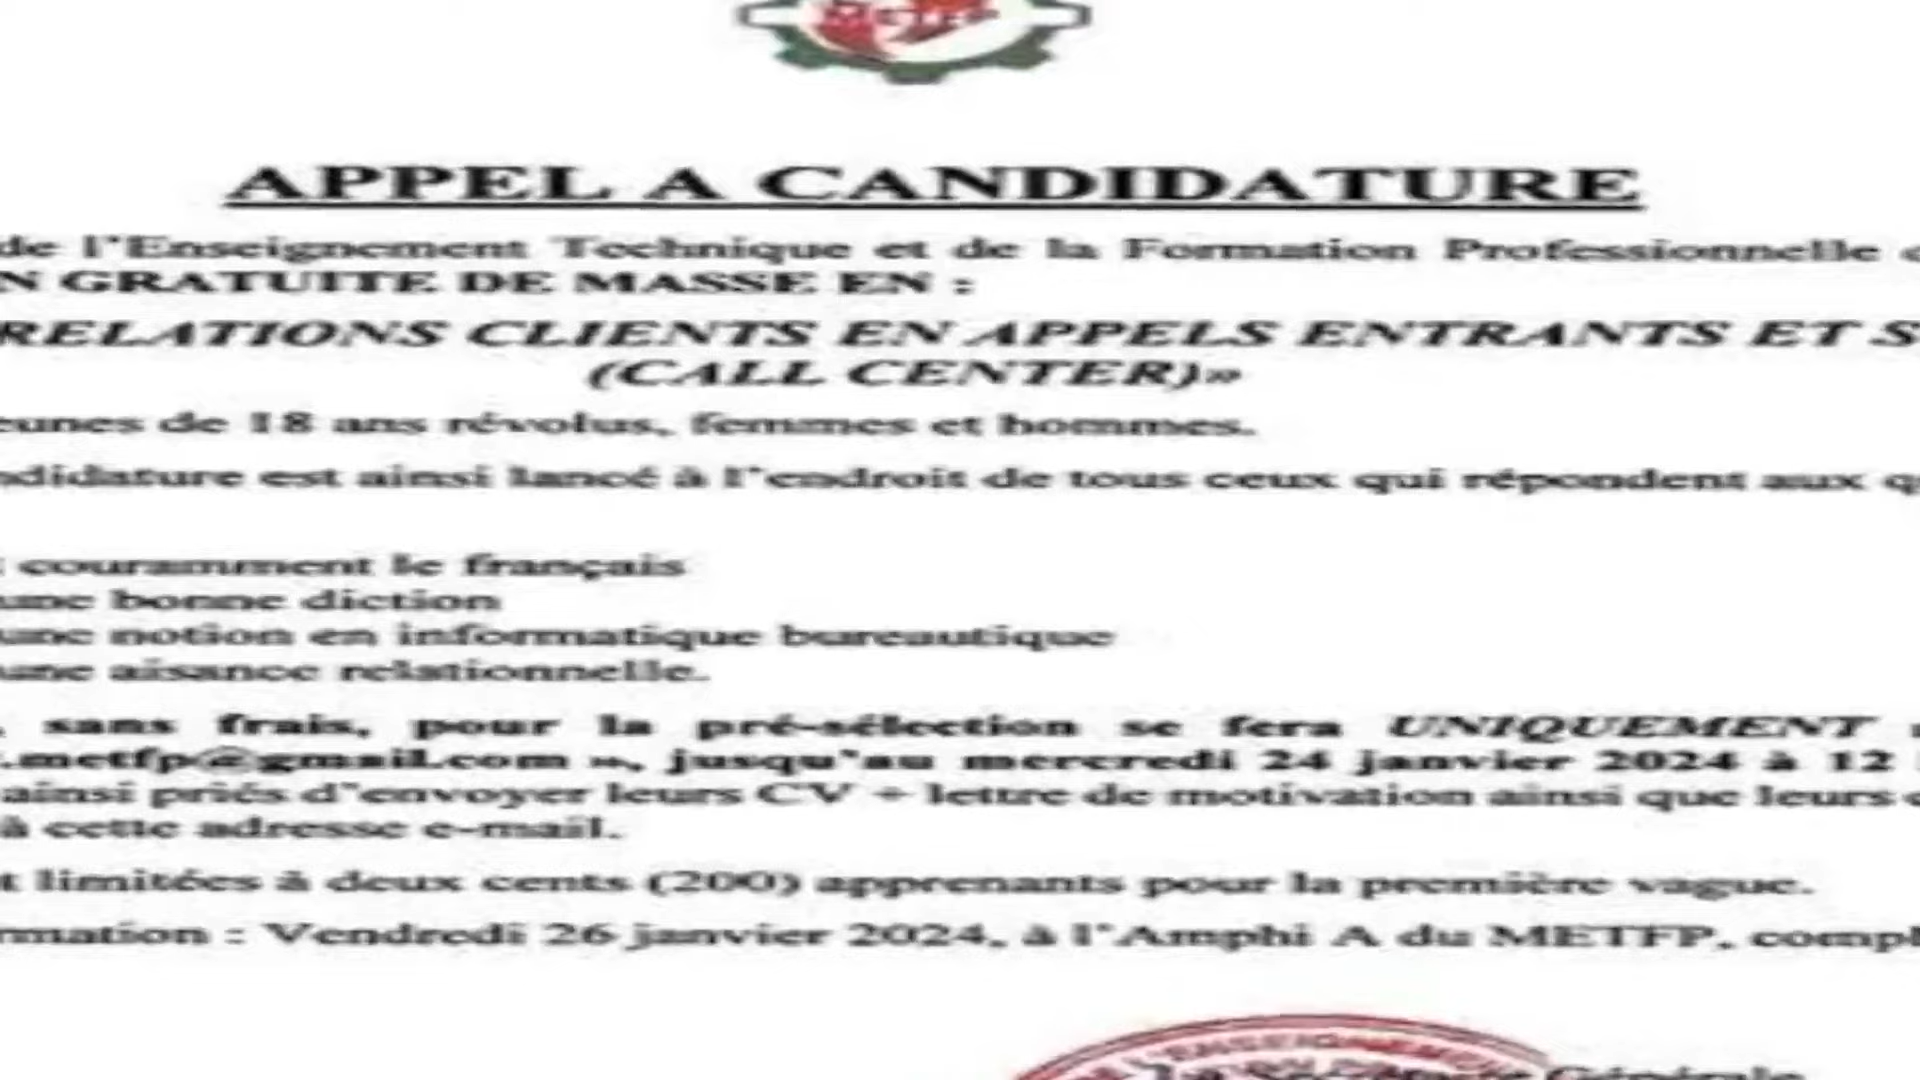 METFP
APPEL A CANDIDATURE
de l'Enseignement Technique et de la Formation Professionnelle
N GRATUITE DE MASSE EN :
RELATIONS CLIENTS EN APPELS ENTRANTS ET S
(CALL CENTER)»
eunes de 18 ans révolus, femmes et hommes.
ndidature est ainsi lancé à l'endroit de tous ceux qui répondent aux q
couramment le français
une bonne diction
une notion en informatique bureautique
une aisance relationnelle.
, sans frais, pour la pré-sélection se fera UNIQUEMENT
.metfp@gmail.com », jusqu'au mercredi 24 janvier 2024 à 12
ainsi priés d'envoyer leurs CV + lettre de motivation ainsi que leurs
à cette adresse e-mail.
t limitées à deux cents (200) apprenants pour la première vague.
rmation : Vendredi 26 janvier 2024, à l'Amphi A du METFP, compl
L'ENSEIGNEMENT
La Secrétaire Générale